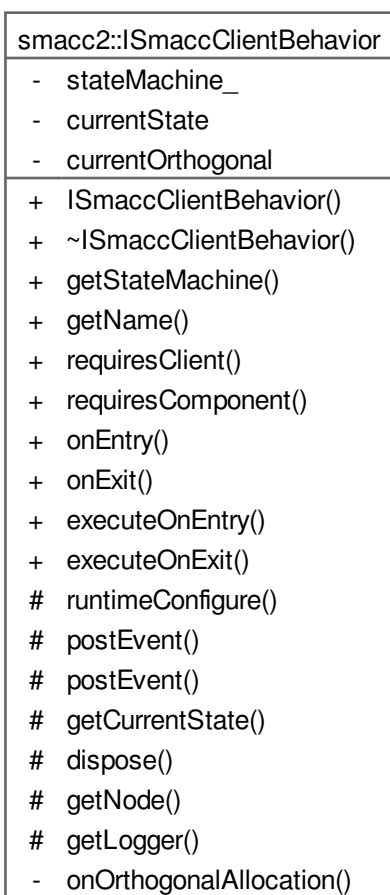 smacc2::ISmaccClientBehavior
- stateMachine_
- currentState
- currentOrthogonal
+ ISmaccClientBehavior()
+ ~ISmaccClientBehavior()
+ getStateMachine()
+ getName()
+ requiresClient()
+ requiresComponent()
+ onEntry()
+ onExit()
+ executeOnEntry()
+ executeOnExit()
# runtimeConfigure()
# postEvent()
# postEvent()
# getCurrentState()
# dispose()
# getNode()
# getLogger()
- onOrthogonalAllocation()